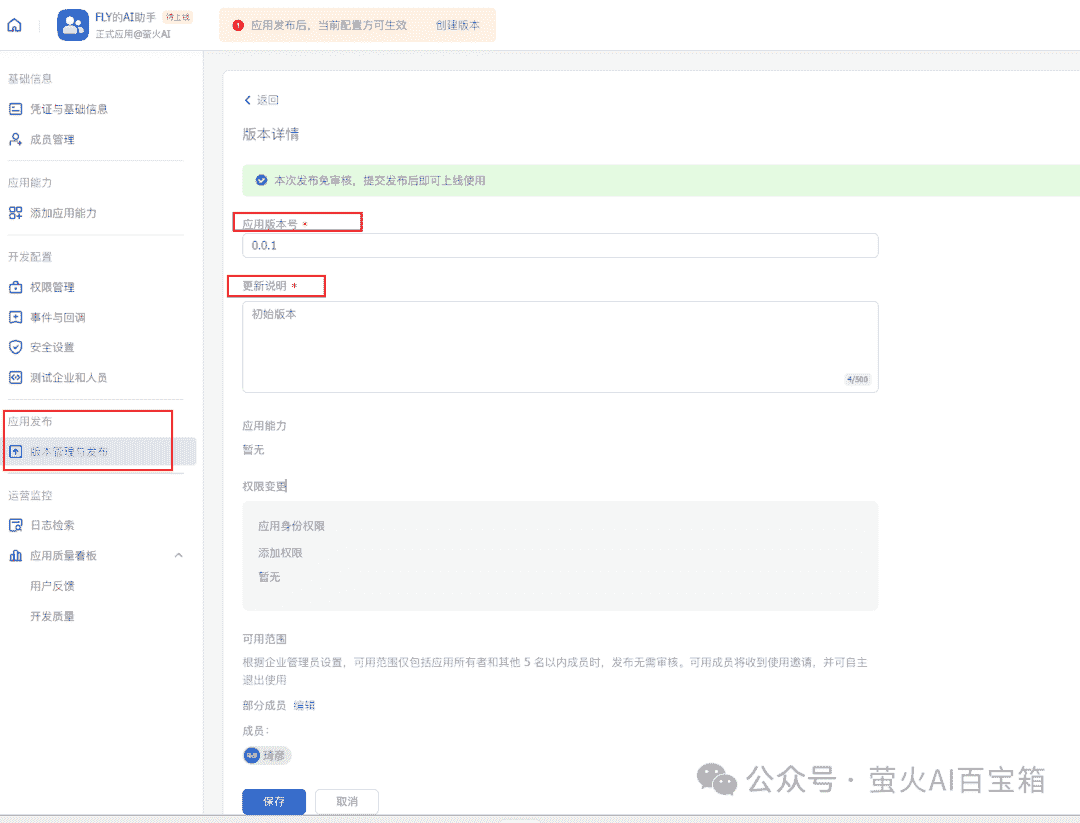 FLY的AI助手 待上线
正式应用@萤火AI
应用发布后，当前配置方可生效 创建版本
基础信息
凭证与基础信息
成员管理
应用能力
添加应用能力
开发配置
权限管理
事件与回调
安全设置
测试企业和人员
应用发布
版本管理与发布
运营监控
日志检索
应用质量看板
用户反馈
开发质量
返回
版本详情
本次发布免审核，提交发布后即可上线使用
应用版本号 *
0.0.1
更新说明 *
初始版本
4/500
应用能力
暂无
权限变更
应用身份权限
添加权限
暂无
可用范围
根据企业管理员设置，可用范围仅包括应用所有者和其他 5 名以内成员时，发布无需审核。可用成员将收到使用邀请，并可自主
退出使用
部分成员 编辑
成员：
琦彦
保存 取消
公众号 · 萤火AI百宝箱